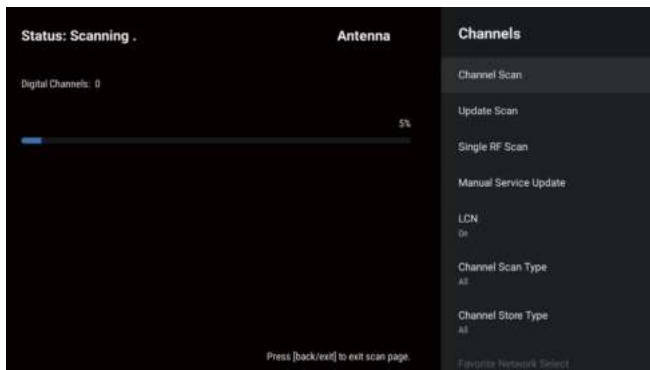 Status: Scanning .
Antenna
Digital Channels: 0
5%
Press [back/exit] to exit scan page.
Channels
Channel Scan
Update Scan
Single RF Scan
Manual Service Update
LCN
On
Channel Scan Type
All
Channel Store Type
All
Favorite Network Select